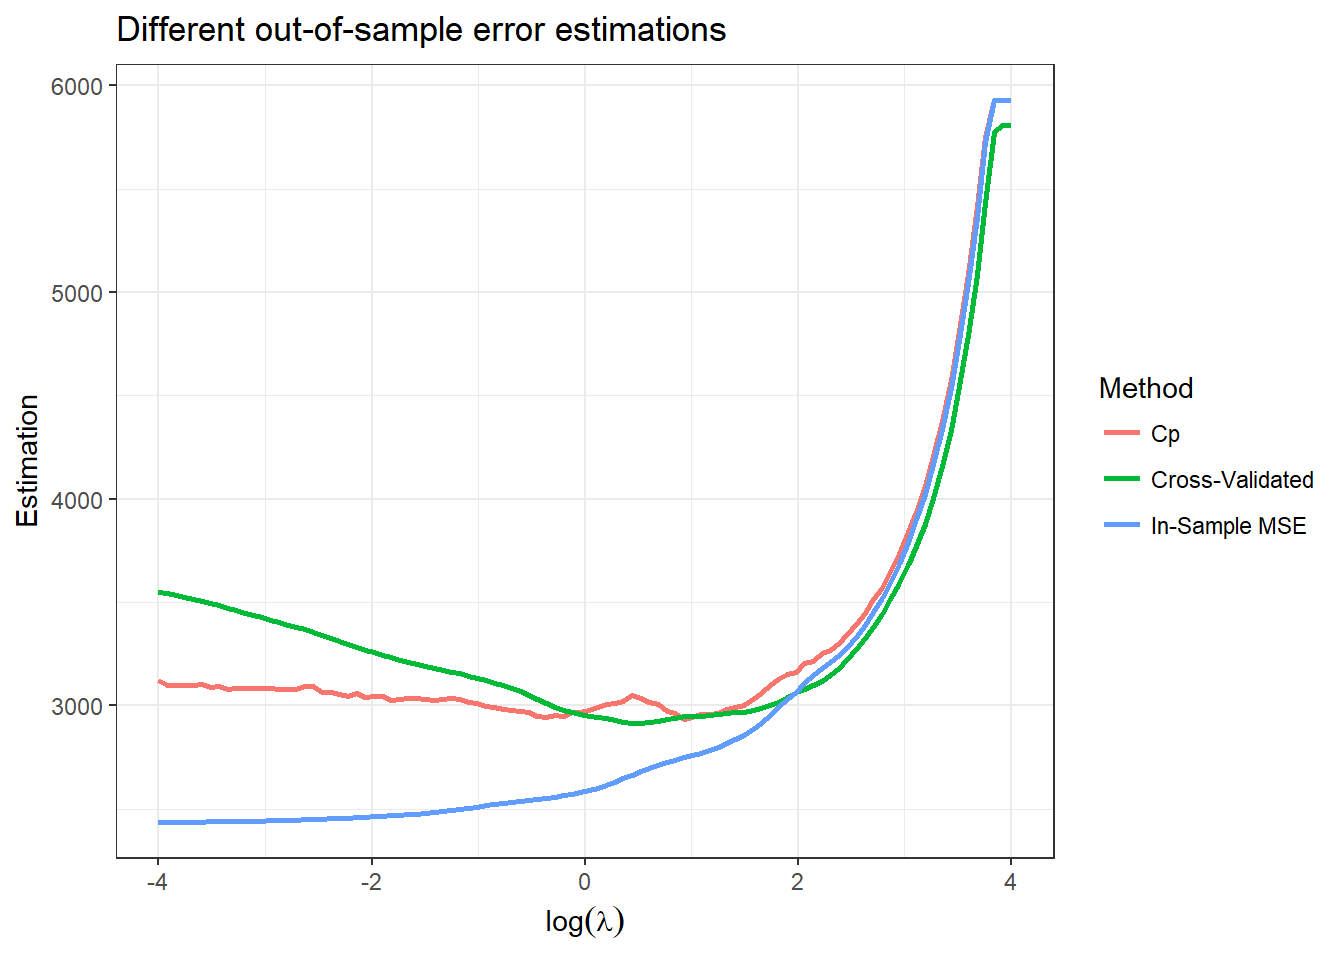 Different out-of-sample error estimations
6000
5000
4000
3000
Estimation
-4
-2
0
2
4
log(λ)
Method
Cp
Cross-Validated
In-Sample MSE